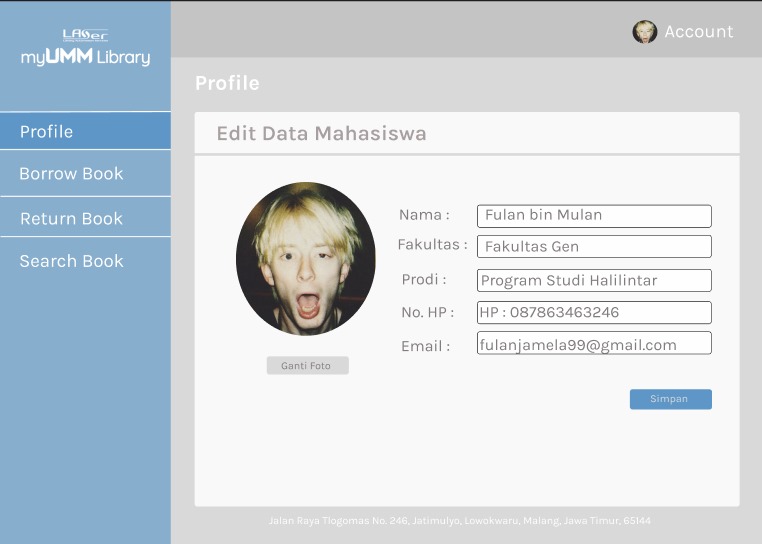 LASer
myUMM Library
Account
Profile
Profile
Borrow Book
Return Book
Search Book
Edit Data Mahasiswa
Nama : Fulan bin Mulan
Fakultas : Fakultas Gen
Prodi : Program Studi Halilintar
No. HP : HP : 087863463246
Email : fulanjamela99@gmail.com
Ganti Foto
Simpan
Jalan Raya Tlogomas No. 246, Jatimulyo, Lowokwaru, Malang, Jawa Timur, 65144